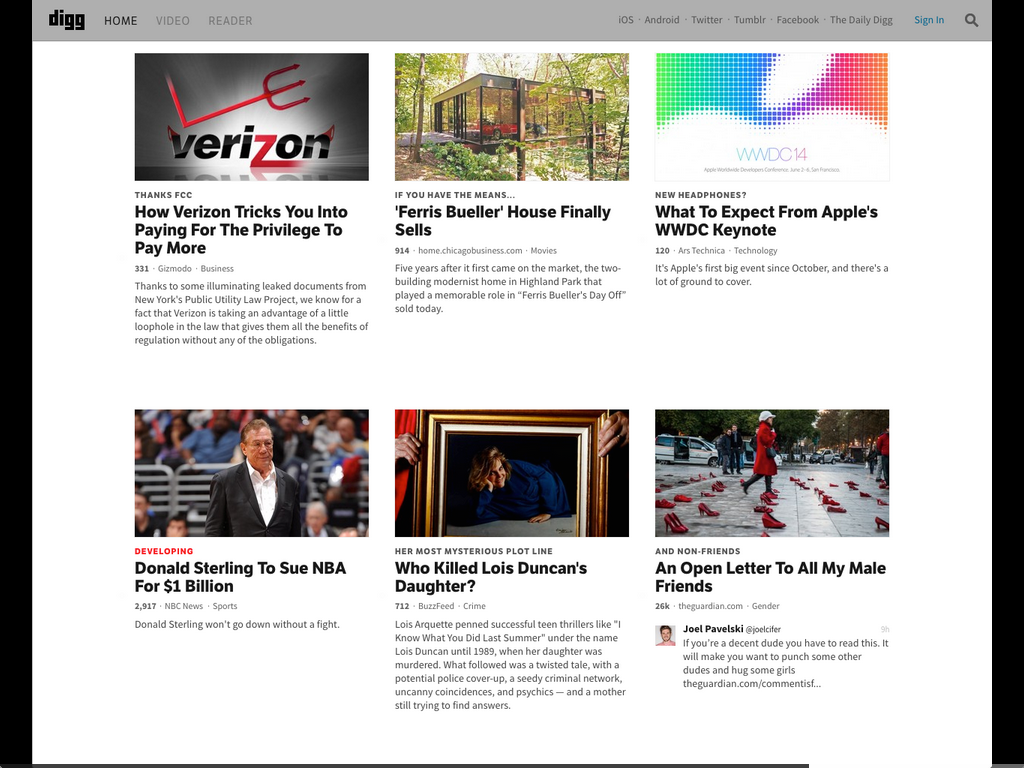 digg HOME VIDEO READER iOS · Android · Twitter · Tumblr · Facebook · The Daily Digg Sign In
verizon
THANKS FCC
How Verizon Tricks You Into
Paying For The Privilege To
Pay More
331 · Gizmodo · Business
Thanks to some illuminating leaked documents from
New York's Public Utility Law Project, we know for a
fact that Verizon is taking an advantage of a little
loophole in the law that gives them all the benefits of
regulation without any of the obligations.
IF YOU HAVE THE MEANS...
'Ferris Bueller' House Finally
Sells
914 · home.chicagobusiness.com · Movies
Five years after it first came on the market, the two-
building modernist home in Highland Park that
played a memorable role in “Ferris Bueller's Day Off”
sold today.
WWDC14
Apple Worldwide Developers Conference. June 2-6, San Francisco.
NEW HEADPHONES?
What To Expect From Apple's
WWDC Keynote
120 · Ars Technica · Technology
It's Apple's first big event since October, and there's a
lot of ground to cover.
DEVELOPING
Donald Sterling To Sue NBA
For $1 Billion
2,917 · NBC News · Sports
Donald Sterling won't go down without a fight.
HER MOST MYSTERIOUS PLOT LINE
Who Killed Lois Duncan's
Daughter?
712 · BuzzFeed · Crime
Lois Arquette penned successful teen thrillers like "I
Know What You Did Last Summer" under the name
Lois Duncan until 1989, when her daughter was
murdered. What followed was a twisted tale, with a
potential police cover-up, a seedy criminal network,
uncanny coincidences, and psychics — and a mother
still trying to find answers.
AND NON-FRIENDS
An Open Letter To All My Male
Friends
26k · theguardian.com · Gender
Joel Pavelski @joelcifer 9h
If you're a decent dude you have to read this. It
will make you want to punch some other
dudes and hug some girls
theguardian.com/commentisf...